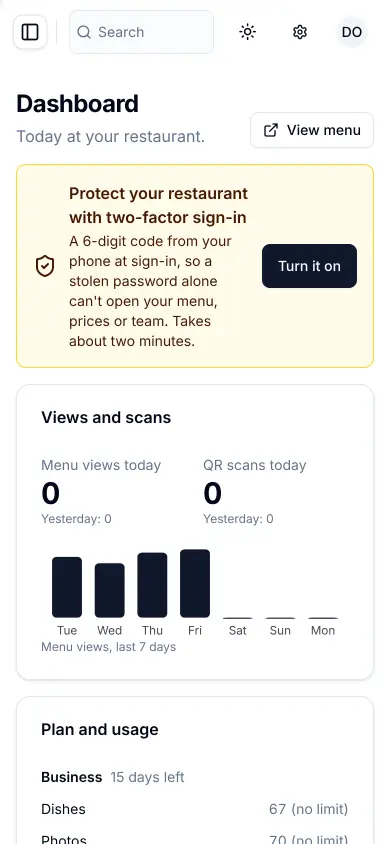 Search
DO
Dashboard
Today at your restaurant.
View menu
Protect your restaurant
with two-factor sign-in
A 6-digit code from your
phone at sign-in, so a
stolen password alone
can't open your menu,
prices or team. Takes
about two minutes.
Turn it on
Views and scans
Menu views today
QR scans today
0
0
Yesterday: 0
Yesterday: 0
Tue Wed Thu Fri Sat Sun Mon
Menu views, last 7 days
Plan and usage
Business 15 days left
Dishes 67 (no limit)
Photos 70 (no limit)